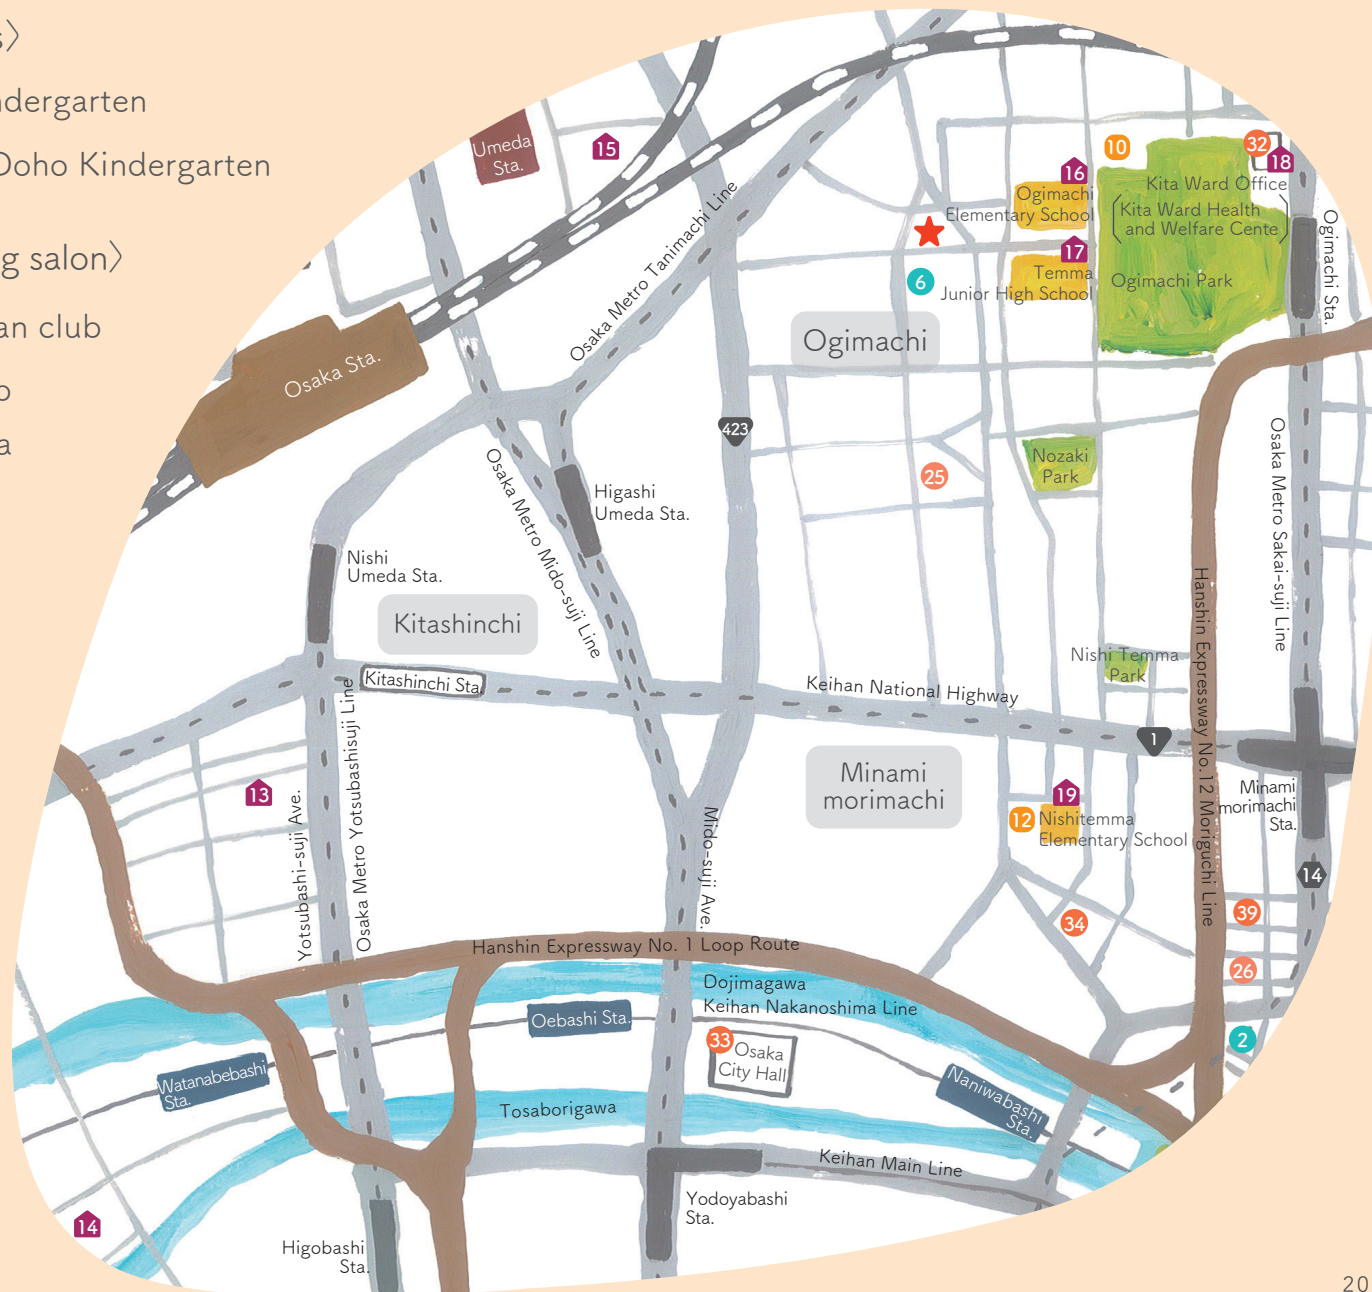 s〉
ndergarten
Doho Kindergarten
g salon〉
an club
o
a
Umeda
Sta.
15
10
32
18
16
Kita Ward Office
Ogimachi
Elementary School
Kita Ward Health
and Welfare Cente
Ogimachi Sta.
17
Temma
Junior High School
6
Ogimachi Park
Osaka Metro Tanimachi Line
Ogimachi
Osaka Sta.
423
Osaka Metro Mido-suji Line
Higashi
Umeda Sta.
25
Nozaki
Park
Osaka Metro Sakai-suji Line
Nishi
Umeda Sta.
Hanshin Expressway No.12 Moriguchi Line
Kitashinchi
Kitashinchi Sta.
Nishi Temma
Park
Keihan National Highway
1
Minami
morimachi
13
Yotsubashi-suji Ave.
Osaka Metro Yotsubashisuji Line
Mido-suji Ave.
19
12
Nishitemma
Elementary School
Minami
morimachi
Sta.
14
34
39
26
2
Hanshin Expressway No. 1 Loop Route
Dojimagawa
Keihan Nakanoshima Line
Oebashi Sta.
33
Osaka
City Hall
Watanabebashi
Sta.
Naniwabashi
Sta.
Tosaborigawa
Keihan Main Line
Yodoyabashi
Sta.
14
Higobashi
Sta.
20